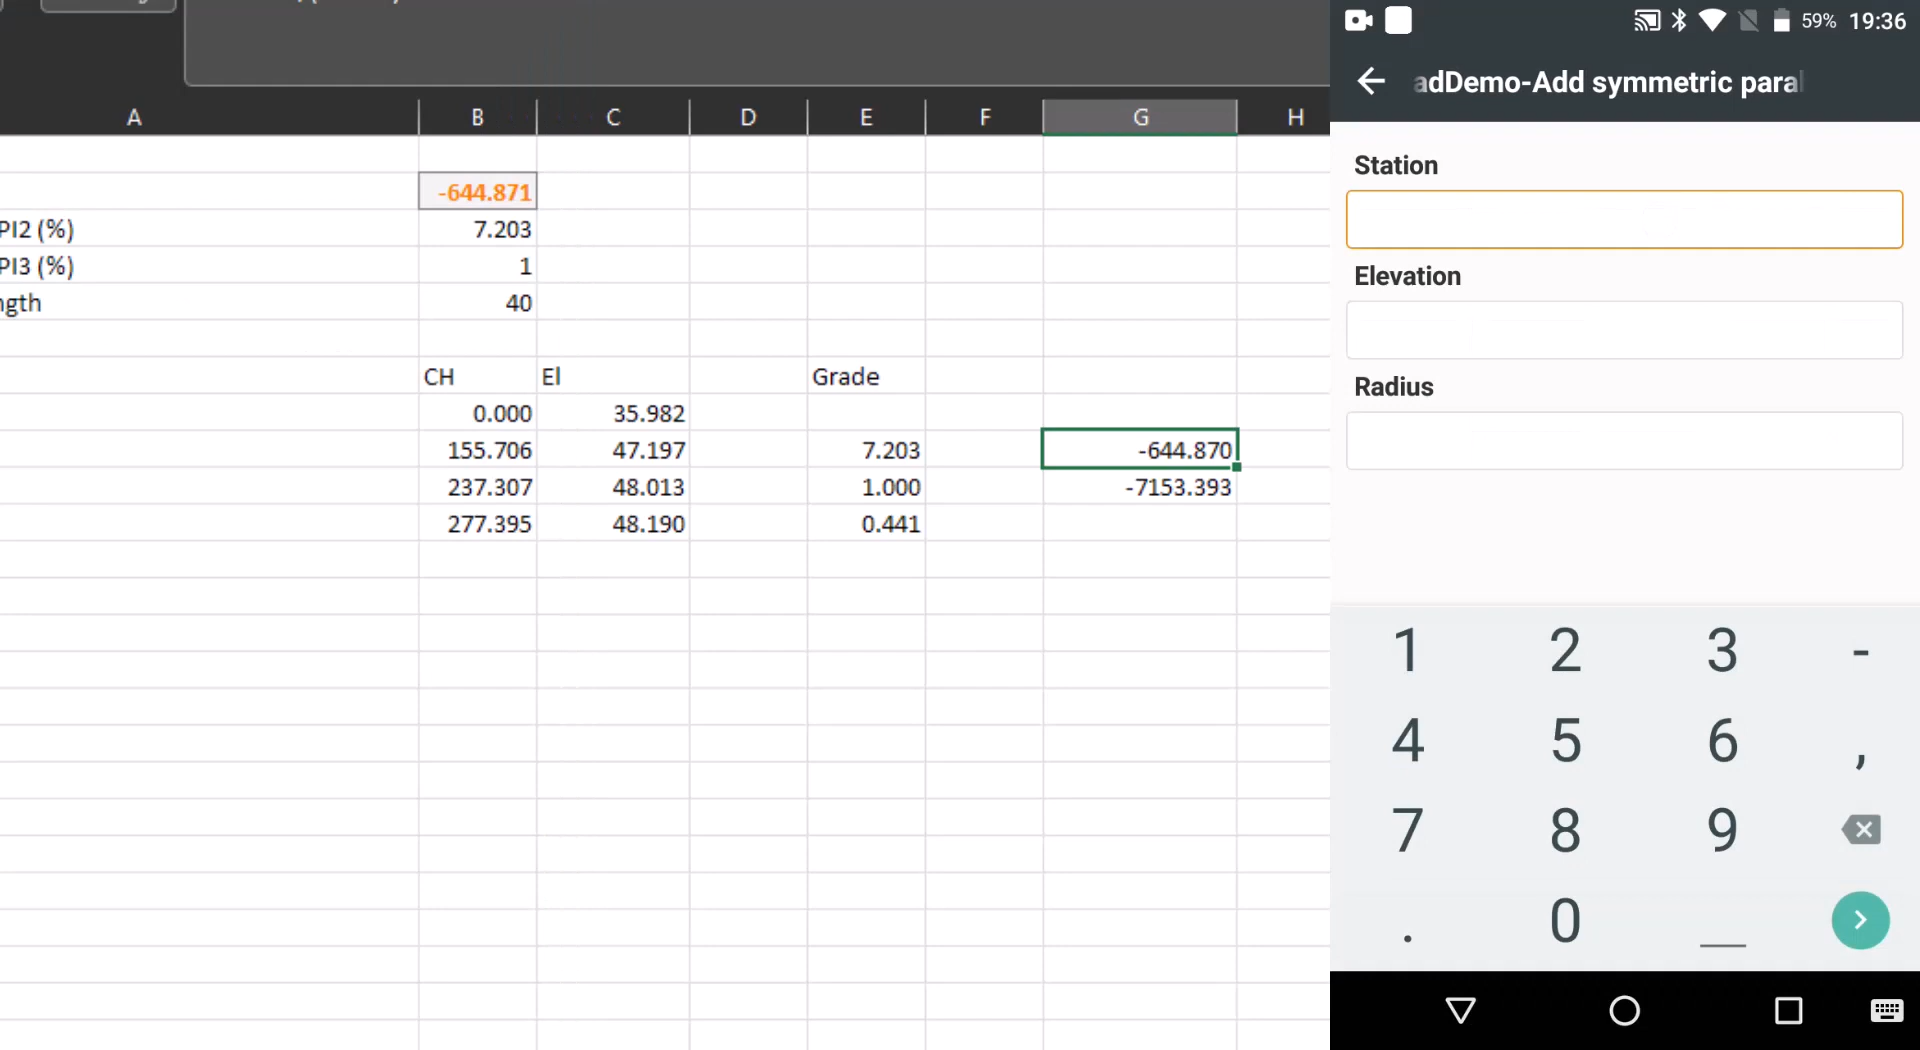 A B C D E F G H
-644.871
PI2 (%) 7.203
PI3 (%) 1
ngth 40
CH El Grade
0.000 35.982
155.706 47.197 7.203 -644.870
237.307 48.013 1.000 -7153.393
277.395 48.190 0.441
59% 19:36
adDemo-Add symmetric para
Station
Elevation
Radius
1 2 3 -
4 5 6 ,
7 8 9
. 0